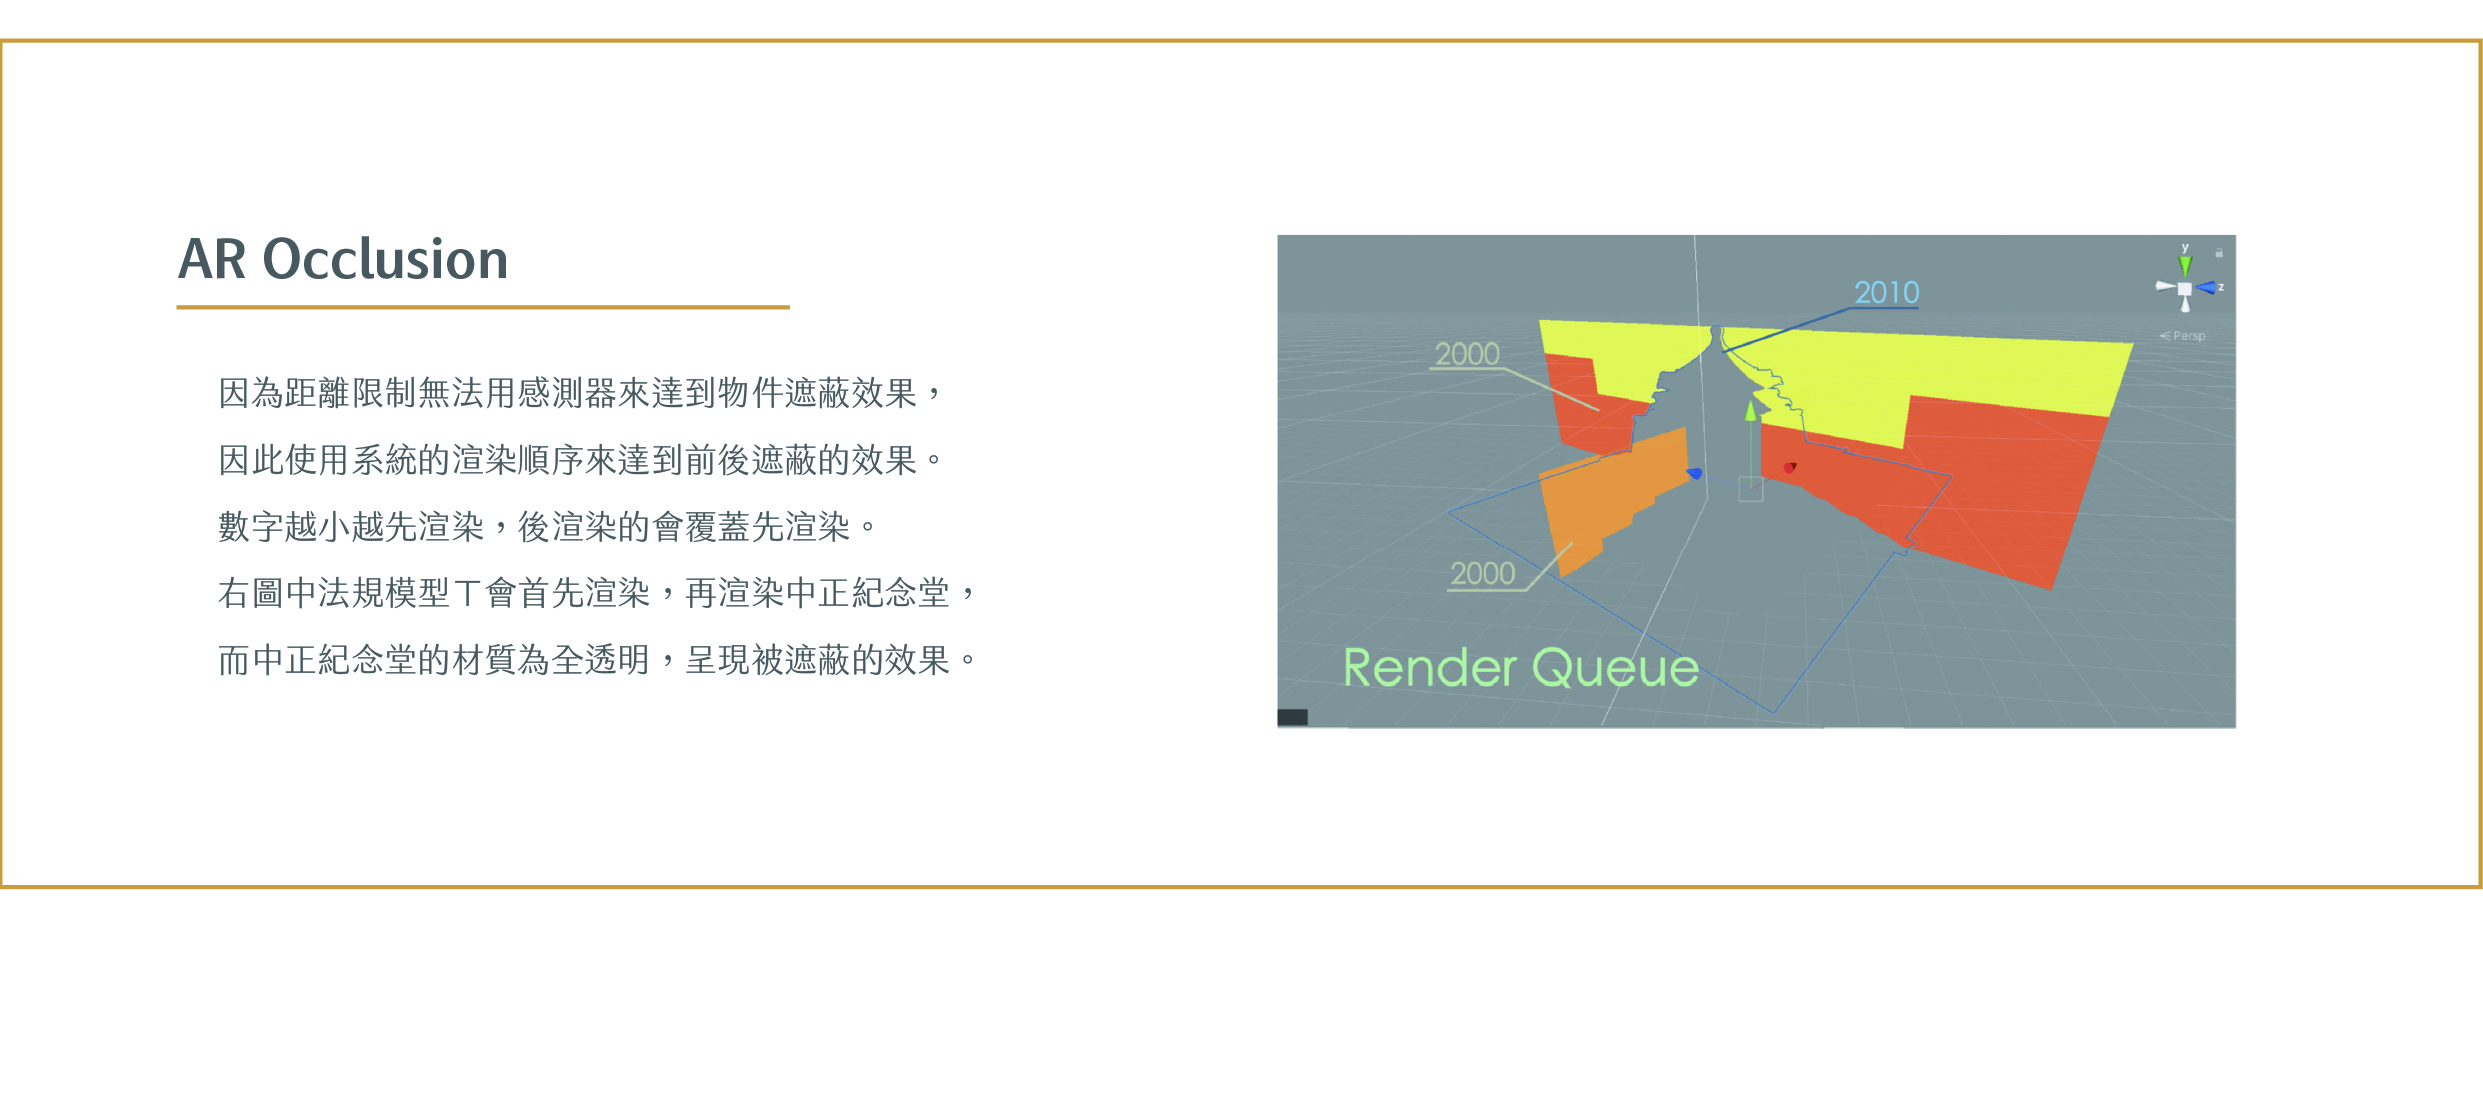 AR Occlusion
因為距離限制無法用感測器來達到物件遮蔽效果，
因此使用系統的渲染順序來達到前後遮蔽的效果。
數字越小越先渲染，後渲染的會覆蓋先渲染。
右圖中法規模型ㄒ會首先渲染，再渲染中正紀念堂，
而中正紀念堂的材質為全透明，呈現被遮蔽的效果。
y
2010
z
Persp
2000
2000
Render Queue